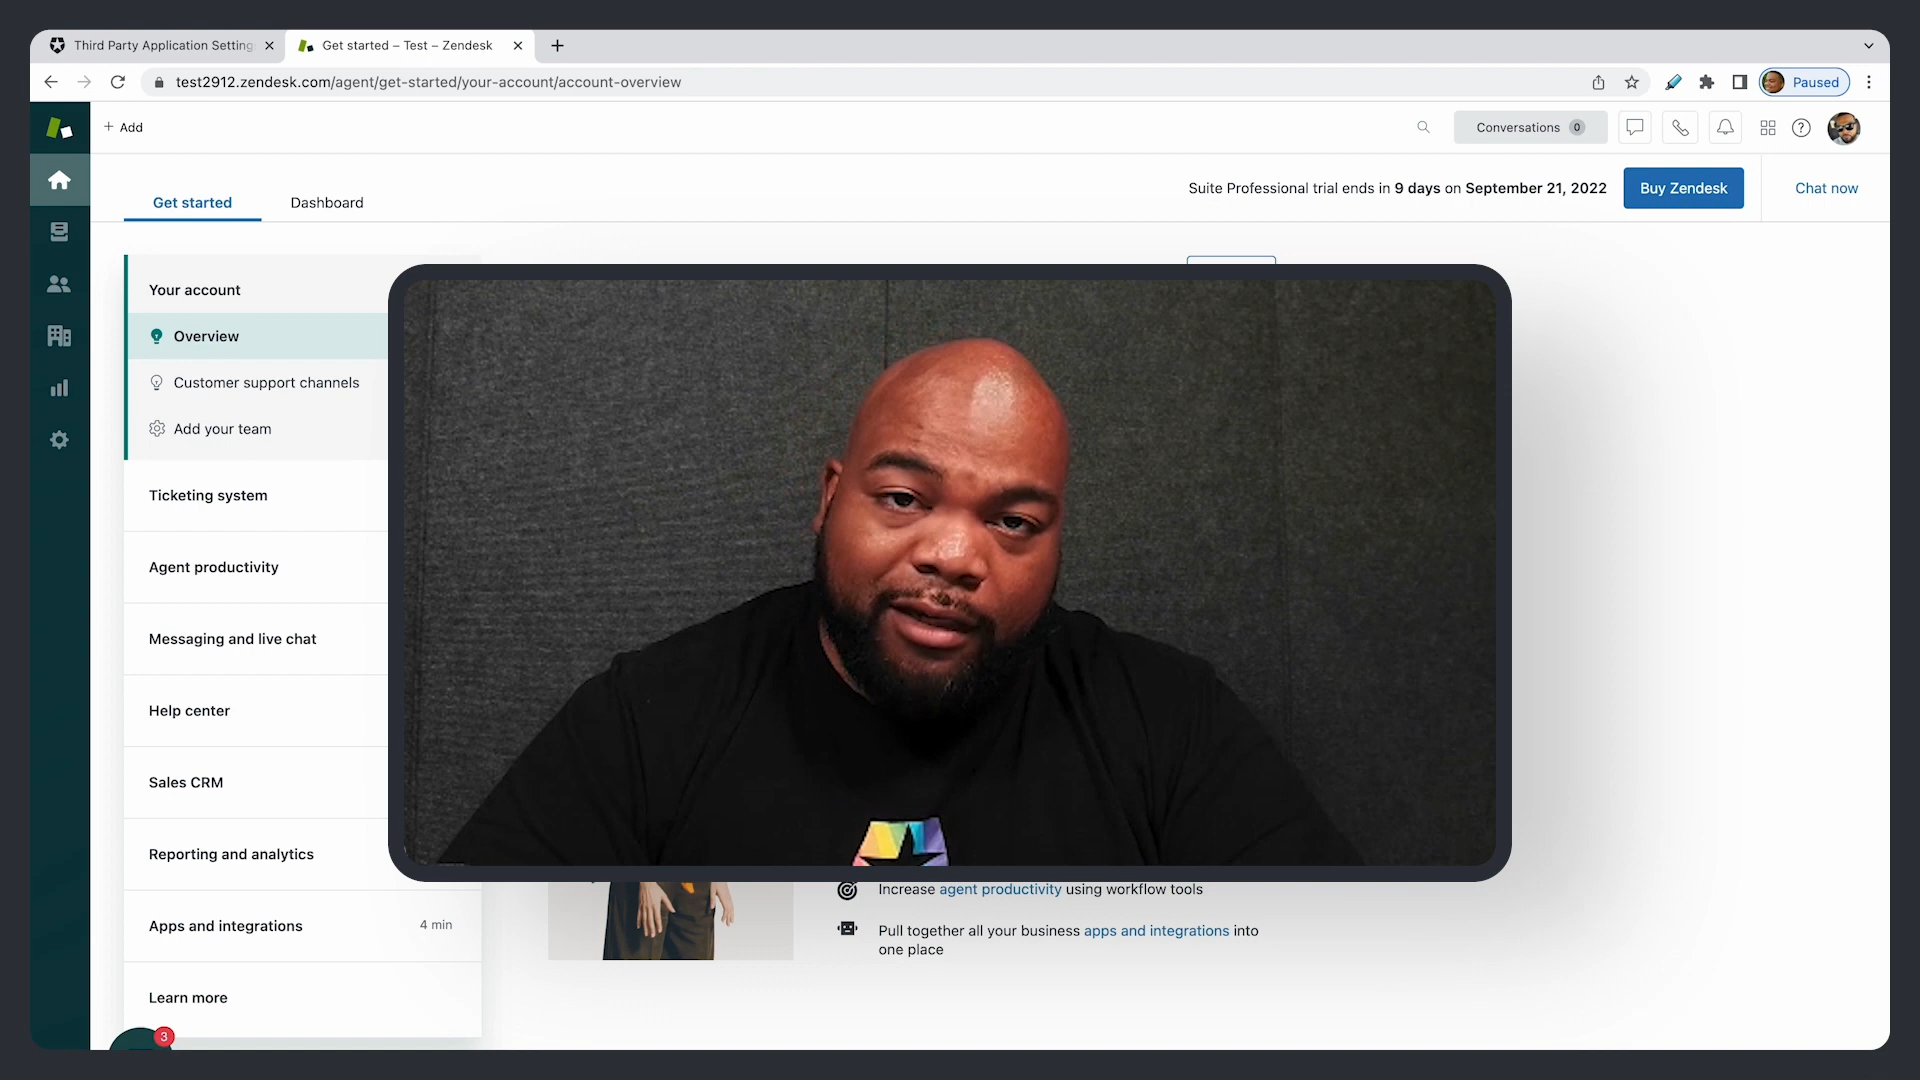 Third Party Application Setting
Get started – Test – Zendesk
test2912.zendesk.com/agent/get-started/your-account/account-overview
Paused
+ Add
Conversations 0
Get started
Dashboard
Suite Professional trial ends in 9 days on September 21, 2022
Buy Zendesk
Chat now
Your account
Overview
Customer support channels
Add your team
Ticketing system
Agent productivity
Messaging and live chat
Help center
Sales CRM
Reporting and analytics
Apps and integrations
4 min
Learn more
3
Increase agent productivity using workflow tools
Pull together all your business apps and integrations into
one place